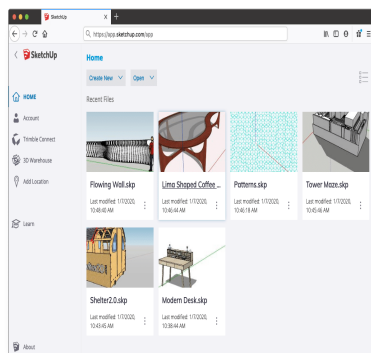 SketchUp
https://app.sketchup.com/app
SketchUp
HOME
Account
Trimble Connect
3D Warehouse
Add Location
Learn
About
Home
Create New
Open
Recent Files
Flowing Wall.skp
Last modified: 1/7/2020,
10:48:40 AM
Lima Shaped Coffee ...
Last modified: 1/7/2020,
10:46:44 AM
Patterns.skp
Last modified: 1/7/2020,
10:46:18 AM
Tower Maze.skp
Last modified: 1/7/2020,
10:45:46 AM
Shelter2.0.skp
Last modified: 1/7/2020,
10:43:45 AM
Modern Desk.skp
Last modified: 1/7/2020,
10:38:44 AM